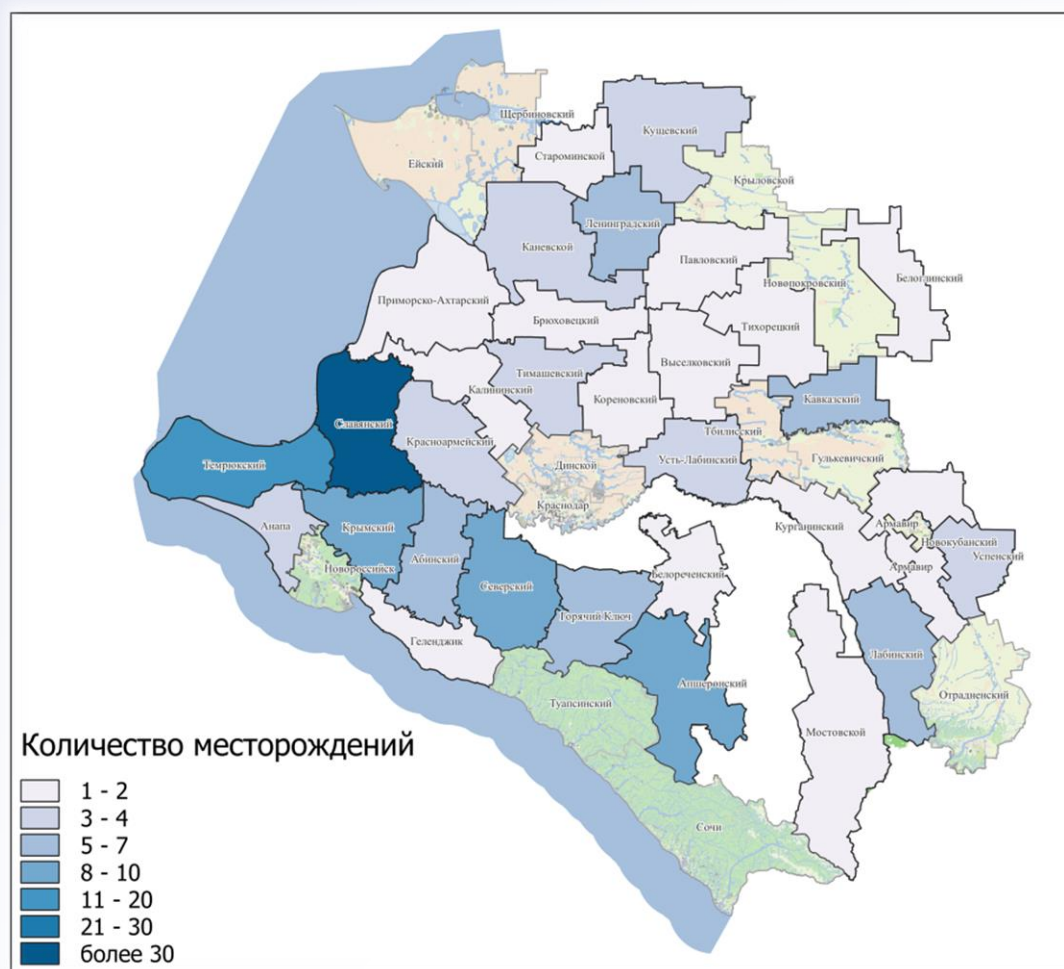 Щербиновский
Кущевский
Ейский
Староминской
Крыловской
Ленинградский
Каневской
Павловский
Белоглинский
Новопокровский
Приморско-Ахтарский
Брюховецкий
Тихорецкий
Выселковский
Тимашевский
Калининский
Кореновский
Кавказский
Славянский
Красноармейский
Тбилисский
Усть-Лабинский
Гулькевичский
Темрюкский
Динской
Краснодар
Анапа
Крымский
Курганинский
Армавир
Новокубанский
Успенский
Абинский
Новороссийск
Северский
Белореченский
Армавир
Горячий Ключ
Геленджик
Лабинский
Апшеронский
Отрадненский
Туапсинский
Мостовской
Сочи
Количество месторождений
1 - 2
3 - 4
5 - 7
8 - 10
11 - 20
21 - 30
более 30